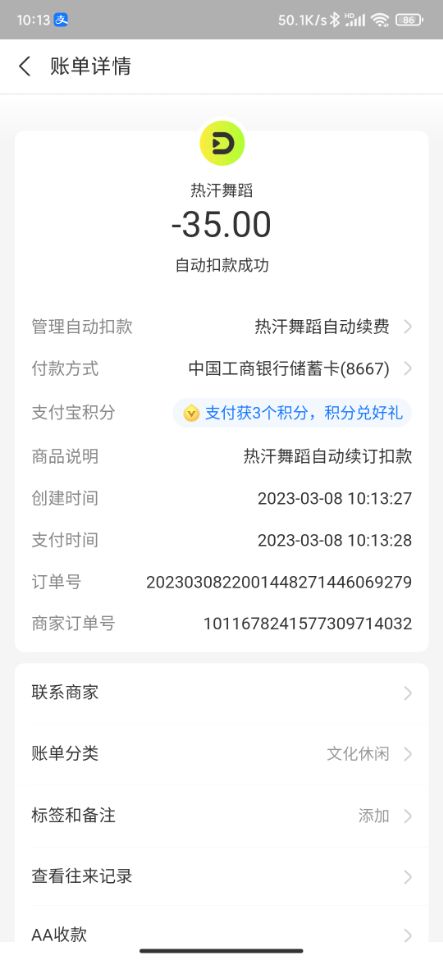 10:13 支 50.1K/s HD 86
账单详情
热汗舞蹈
-35.00
自动扣款成功
管理自动扣款 热汗舞蹈自动续费
付款方式 中国工商银行储蓄卡(8667)
支付宝积分 支付获3个积分，积分兑好礼
商品说明 热汗舞蹈自动续订扣款
创建时间 2023-03-08 10:13:27
支付时间 2023-03-08 10:13:28
订单号 2023030822001448271446069279
商家订单号 1011678241577309714032
联系商家
账单分类 文化休闲
标签和备注 添加
查看往来记录
AA收款